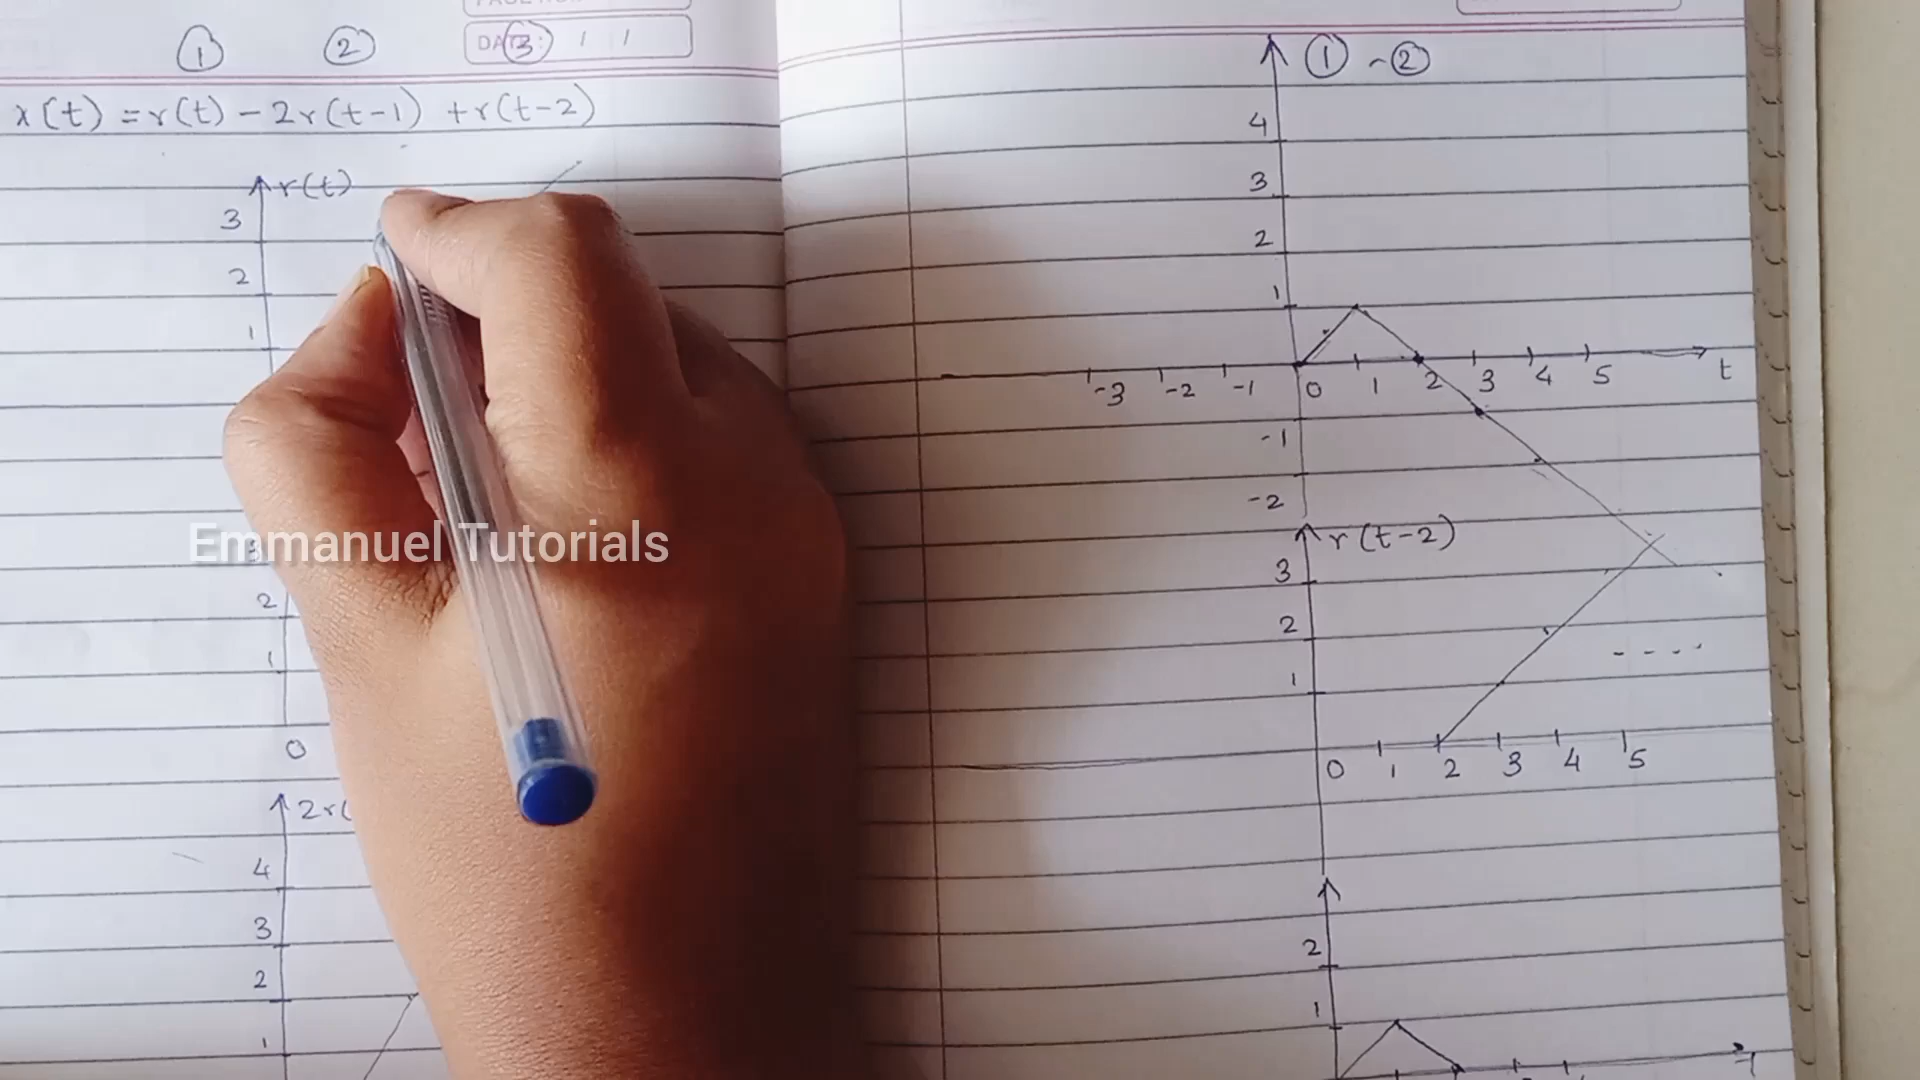 ① ② ③
DATE: / /
x(t) = r(t) - 2r(t-1) + r(t-2)
r(t)
3
2
1
Emmanuel Tutorials
3
2
1
0
2r(
4
3
2
1
① - ②
4
3
2
1
-3 -2 -1 0 1 2 3 4 5 t
-1
-2
r(t-2)
3
2
1
- - - -
0 1 2 3 4 5
2
1